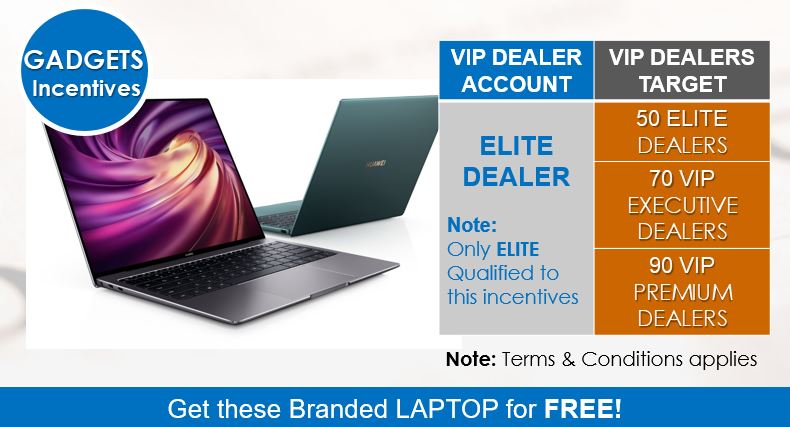 GADGETS
Incentives
HUAWEI
VIP DEALER
ACCOUNT
VIP DEALERS
TARGET
ELITE
DEALER
Note:
Only ELITE
Qualified to
this incentives
50 ELITE
DEALERS
70 VIP
EXECUTIVE
DEALERS
90 VIP
PREMIUM
DEALERS
Note: Terms & Conditions applies
Get these Branded LAPTOP for FREE!